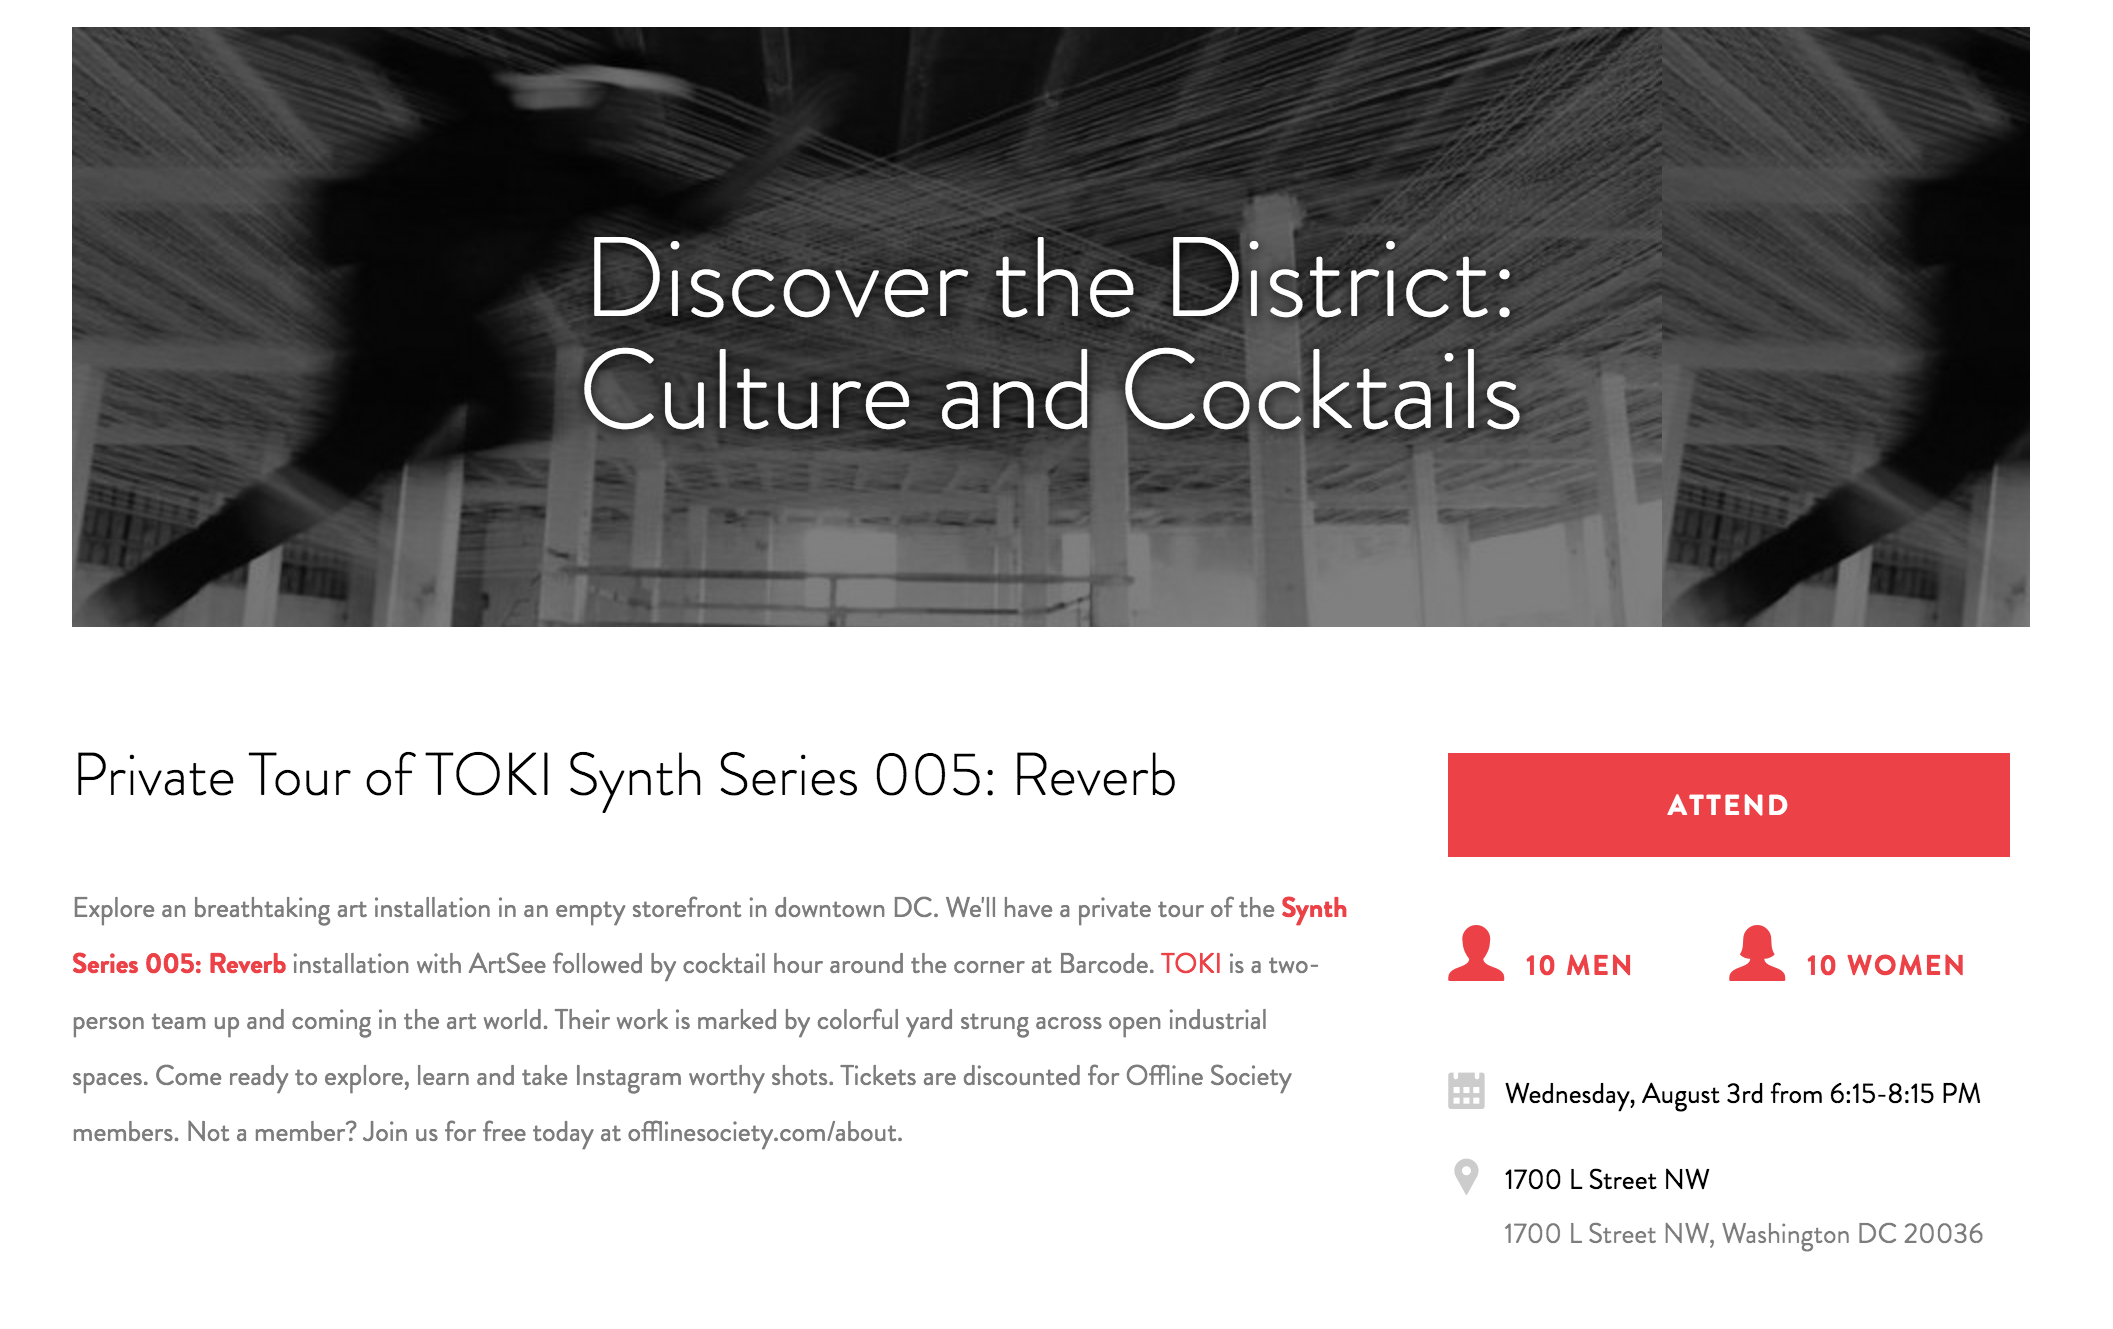 Discover the District:
Culture and Cocktails
Private Tour of TOKI Synth Series 005: Reverb
Explore an breathtaking art installation in an empty storefront in downtown DC. We'll have a private tour of the Synth
Series 005: Reverb installation with ArtSee followed by cocktail hour around the corner at Barcode. TOKI is a two-
person team up and coming in the art world. Their work is marked by colorful yard strung across open industrial
spaces. Come ready to explore, learn and take Instagram worthy shots. Tickets are discounted for Offline Society
members. Not a member? Join us for free today at offlinesociety.com/about.
ATTEND
10 MEN
10 WOMEN
Wednesday, August 3rd from 6:15-8:15 PM
1700 L Street NW
1700 L Street NW, Washington DC 20036